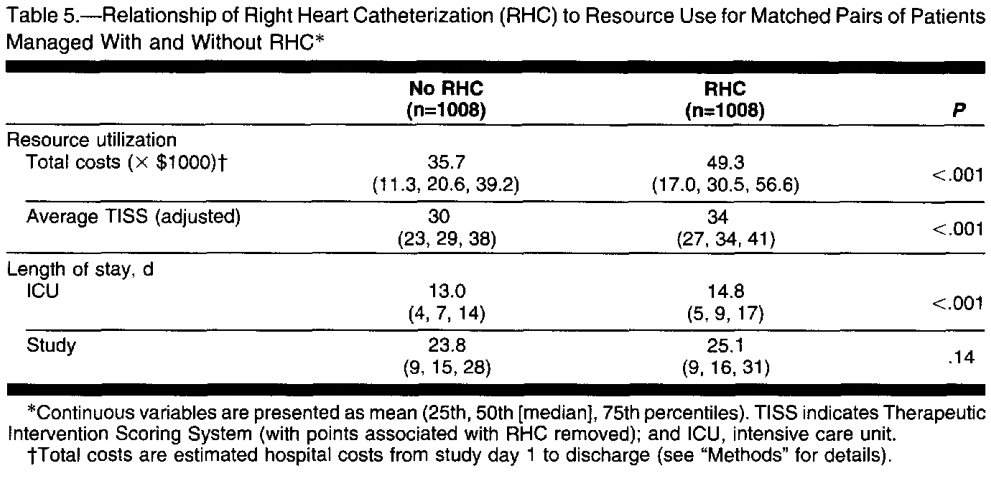 Table 5.—Relationship of Right Heart Catheterization (RHC) to Resource Use for Matched Pairs of Patients
Managed With and Without RHC*
No RHC RHC
(n=1008) (n=1008) P
Resource utilization
Total costs (× $1000)† 35.7 49.3
(11.3, 20.6, 39.2) (17.0, 30.5, 56.6) <.001
Average TISS (adjusted) 30 34
(23, 29, 38) (27, 34, 41) <.001
Length of stay, d
ICU 13.0 14.8
(4, 7, 14) (5, 9, 17) <.001
Study 23.8 25.1
(9, 15, 28) (9, 16, 31) .14
*Continuous variables are presented as mean (25th, 50th [median], 75th percentiles). TISS indicates Therapeutic
Intervention Scoring System (with points associated with RHC removed); and ICU, intensive care unit.
†Total costs are estimated hospital costs from study day 1 to discharge (see “Methods” for details).